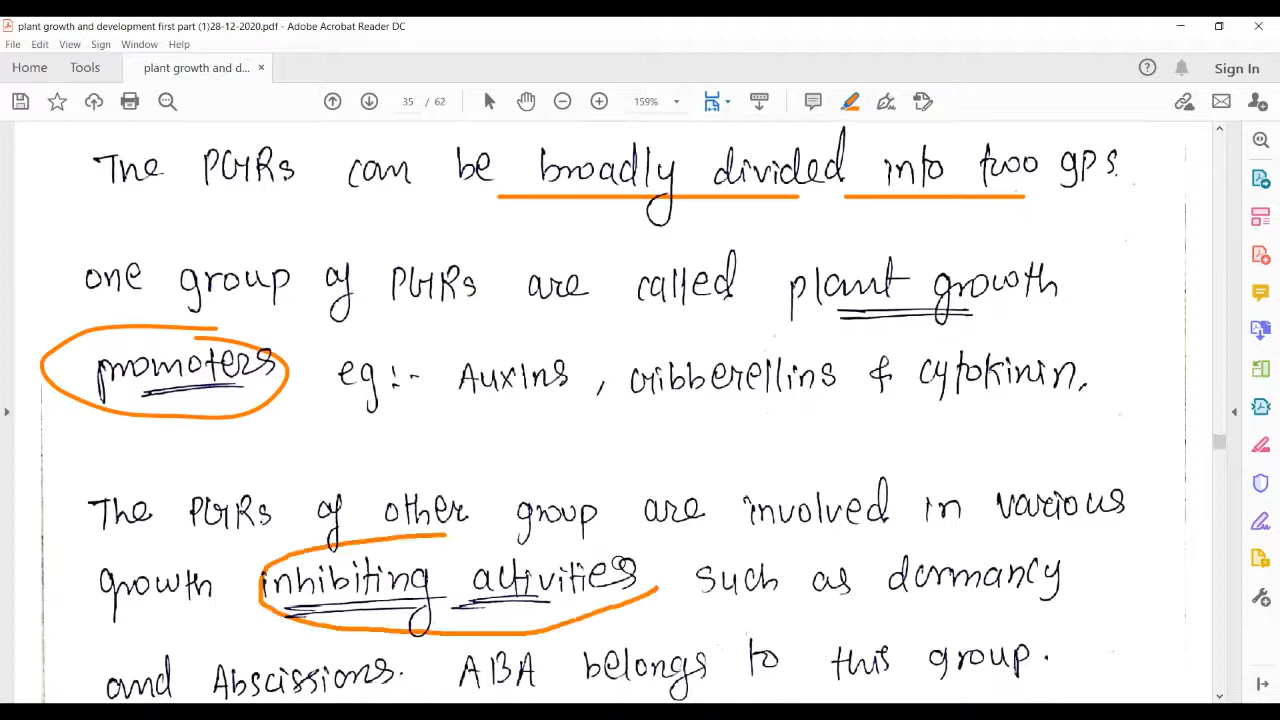 plant growth and development first part (1)28-12-2020.pdf - Adobe Acrobat Reader DC
File Edit View Sign Window Help
Home Tools plant growth and d... × Sign In
35 / 62 159%
The PGRs can be broadly divided into two gps.
one group of PGRs are called plant growth
promoters eg:- Auxins, Gibberellins & cytokinin.
The PGRs of other group are involved in various
growth inhibiting activities such as dormancy
and Abscissions. ABA belongs to this group.